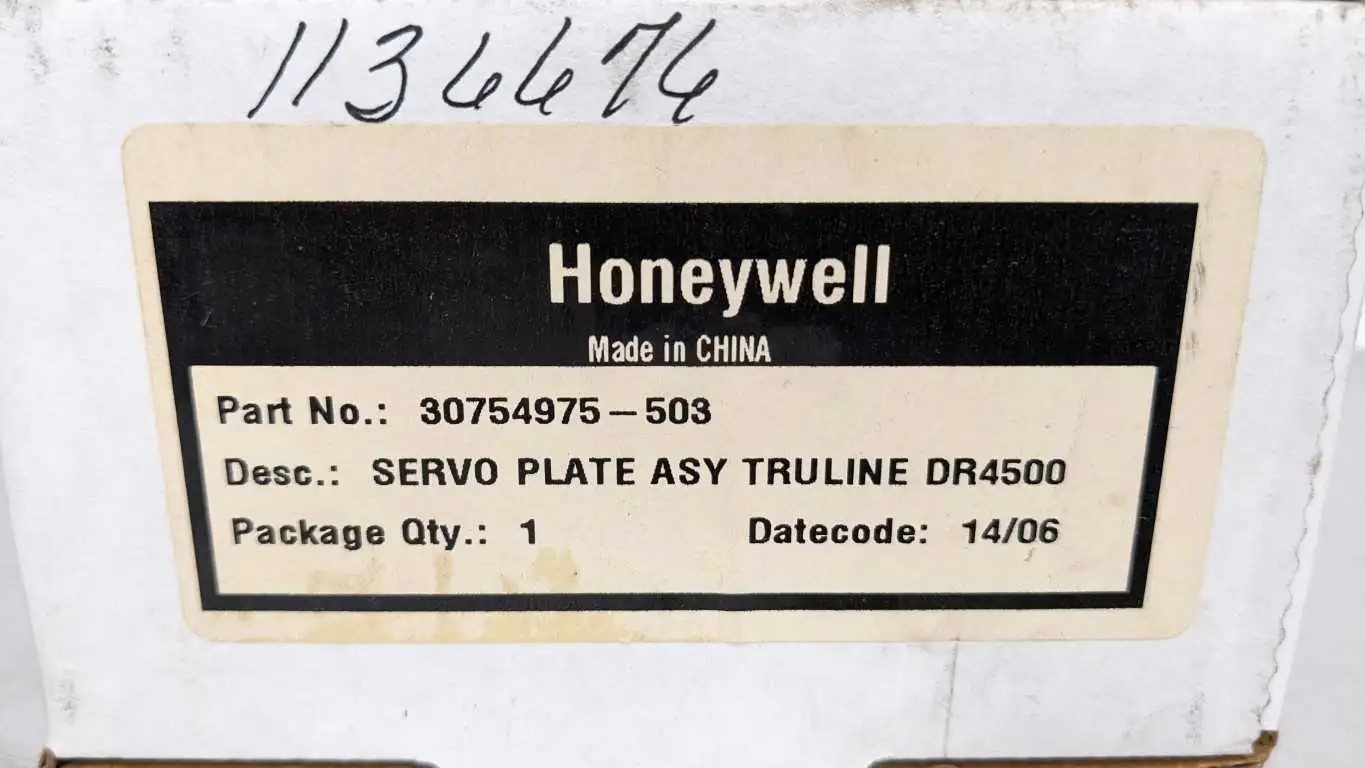 1136676
Honeywell
Made in CHINA
Part No.: 30754975-503
Desc.: SERVO PLATE ASY TRULINE DR4500
Package Qty.: 1 Datecode: 14/06